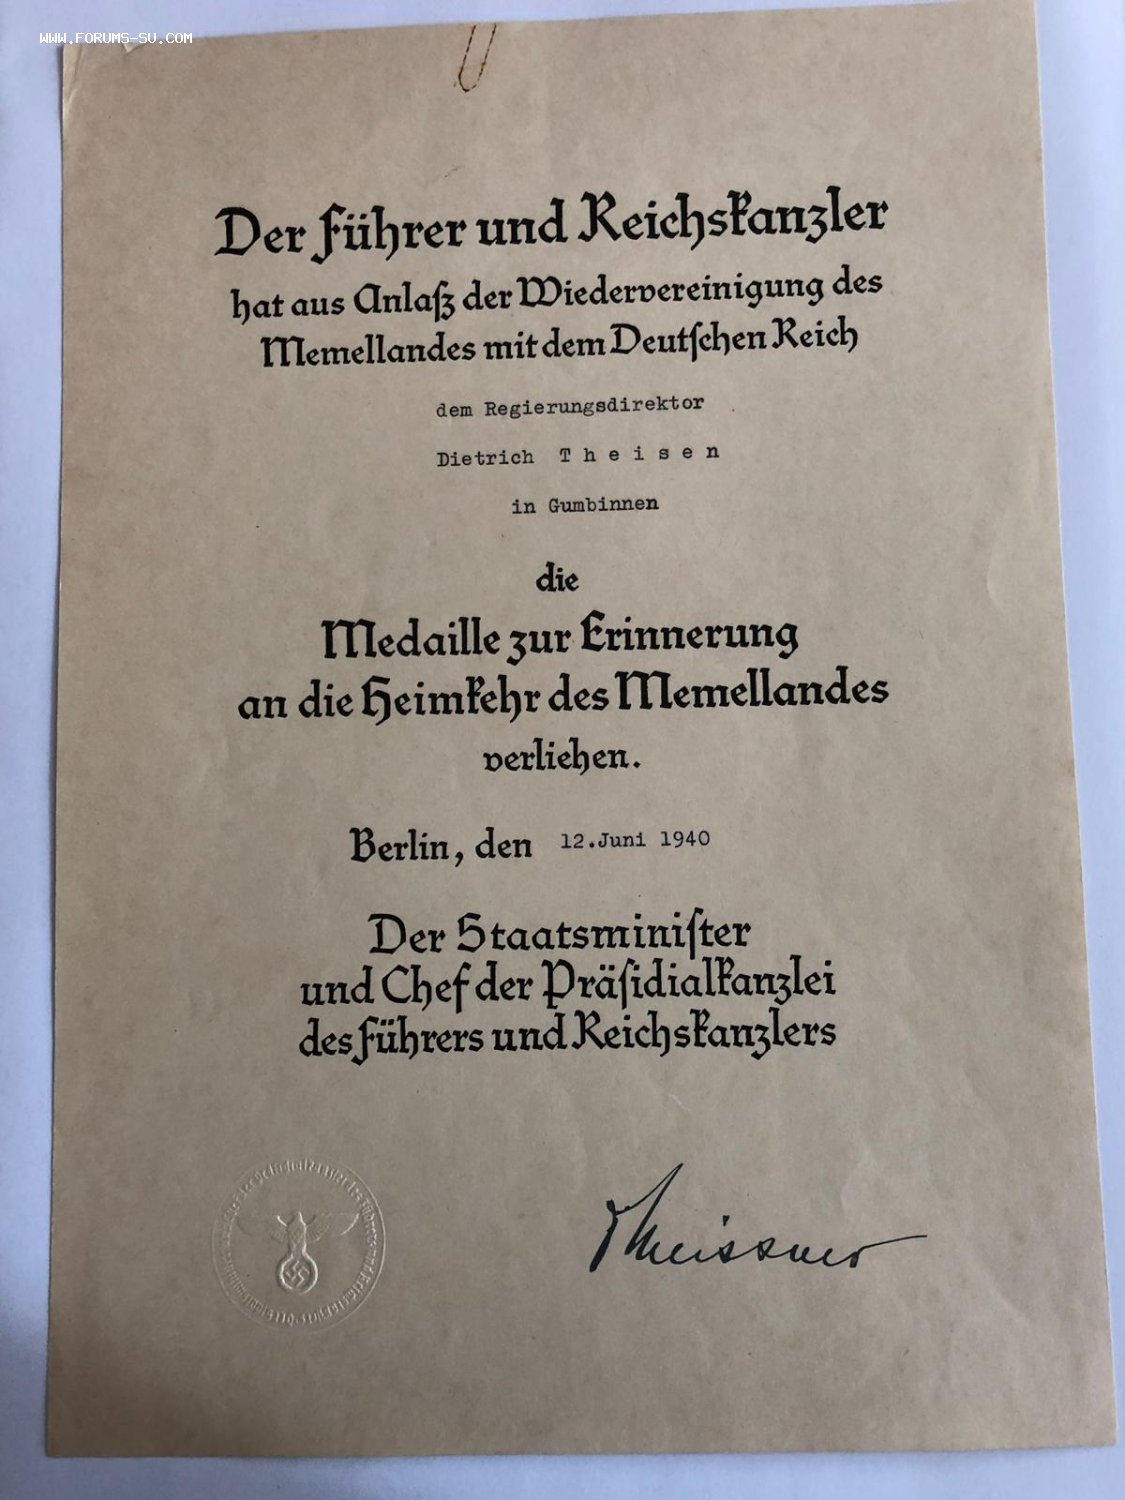 WWW.FORUMS-SU.COM
Der Führer und Reichskanzler
hat aus Anlaß der Wiedervereinigung des
Memellandes mit dem Deutſchen Reich
dem Regierungsdirektor
Dietrich T h e i s e n
in Gumbinnen
die
Medaille zur Erinnerung
an die Heimkehr des Memellandes
verliehen.
Berlin, den 12.Juni 1940
Der Staatsminiſter
und Chef der Präſidialkanzlei
des Führers und Reichskanzlers
Meissner